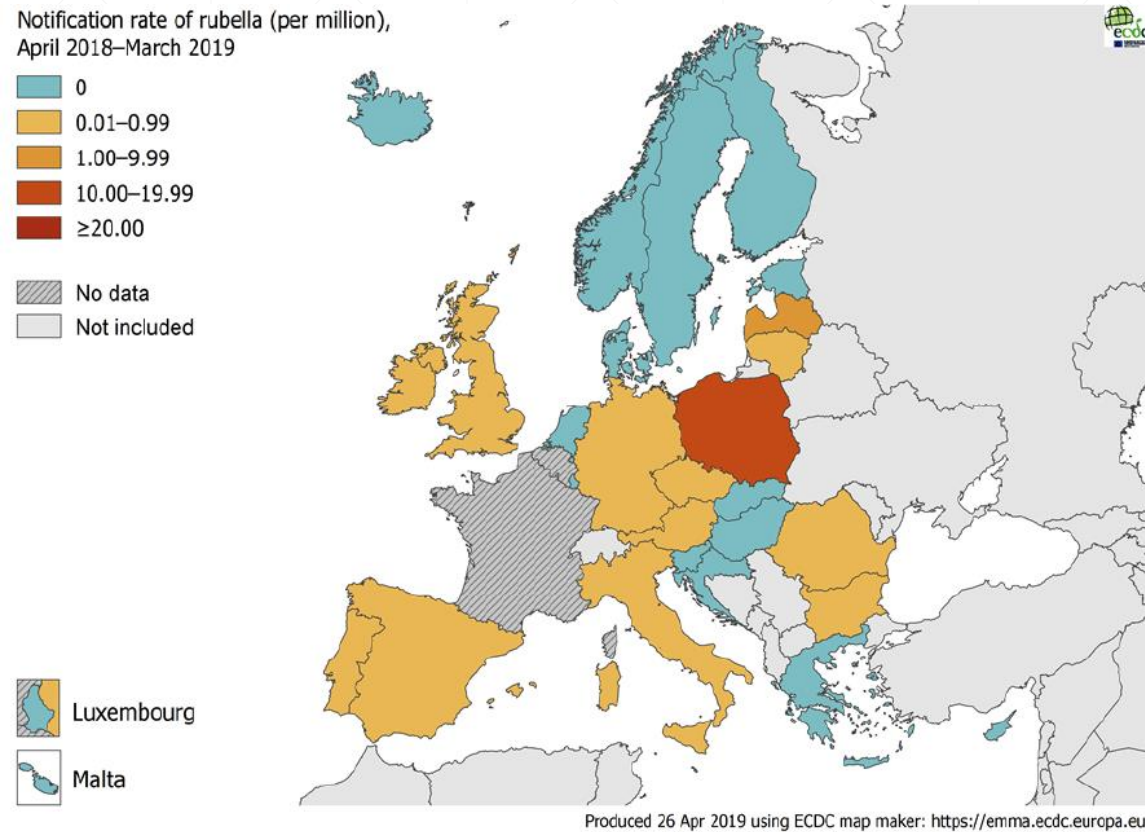 Notification rate of rubella (per million),
April 2018–March 2019
0
0.01–0.99
1.00–9.99
10.00–19.99
≥20.00
No data
Not included
Luxembourg
Malta
Produced 26 Apr 2019 using ECDC map maker: https://emma.ecdc.europa.eu